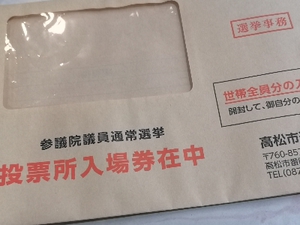 選挙事務
世帯全員分の
開封して、御自分の
参議院議員通常選挙
投票所入場券在中
高松市
〒760-85
高松市番
TEL(087